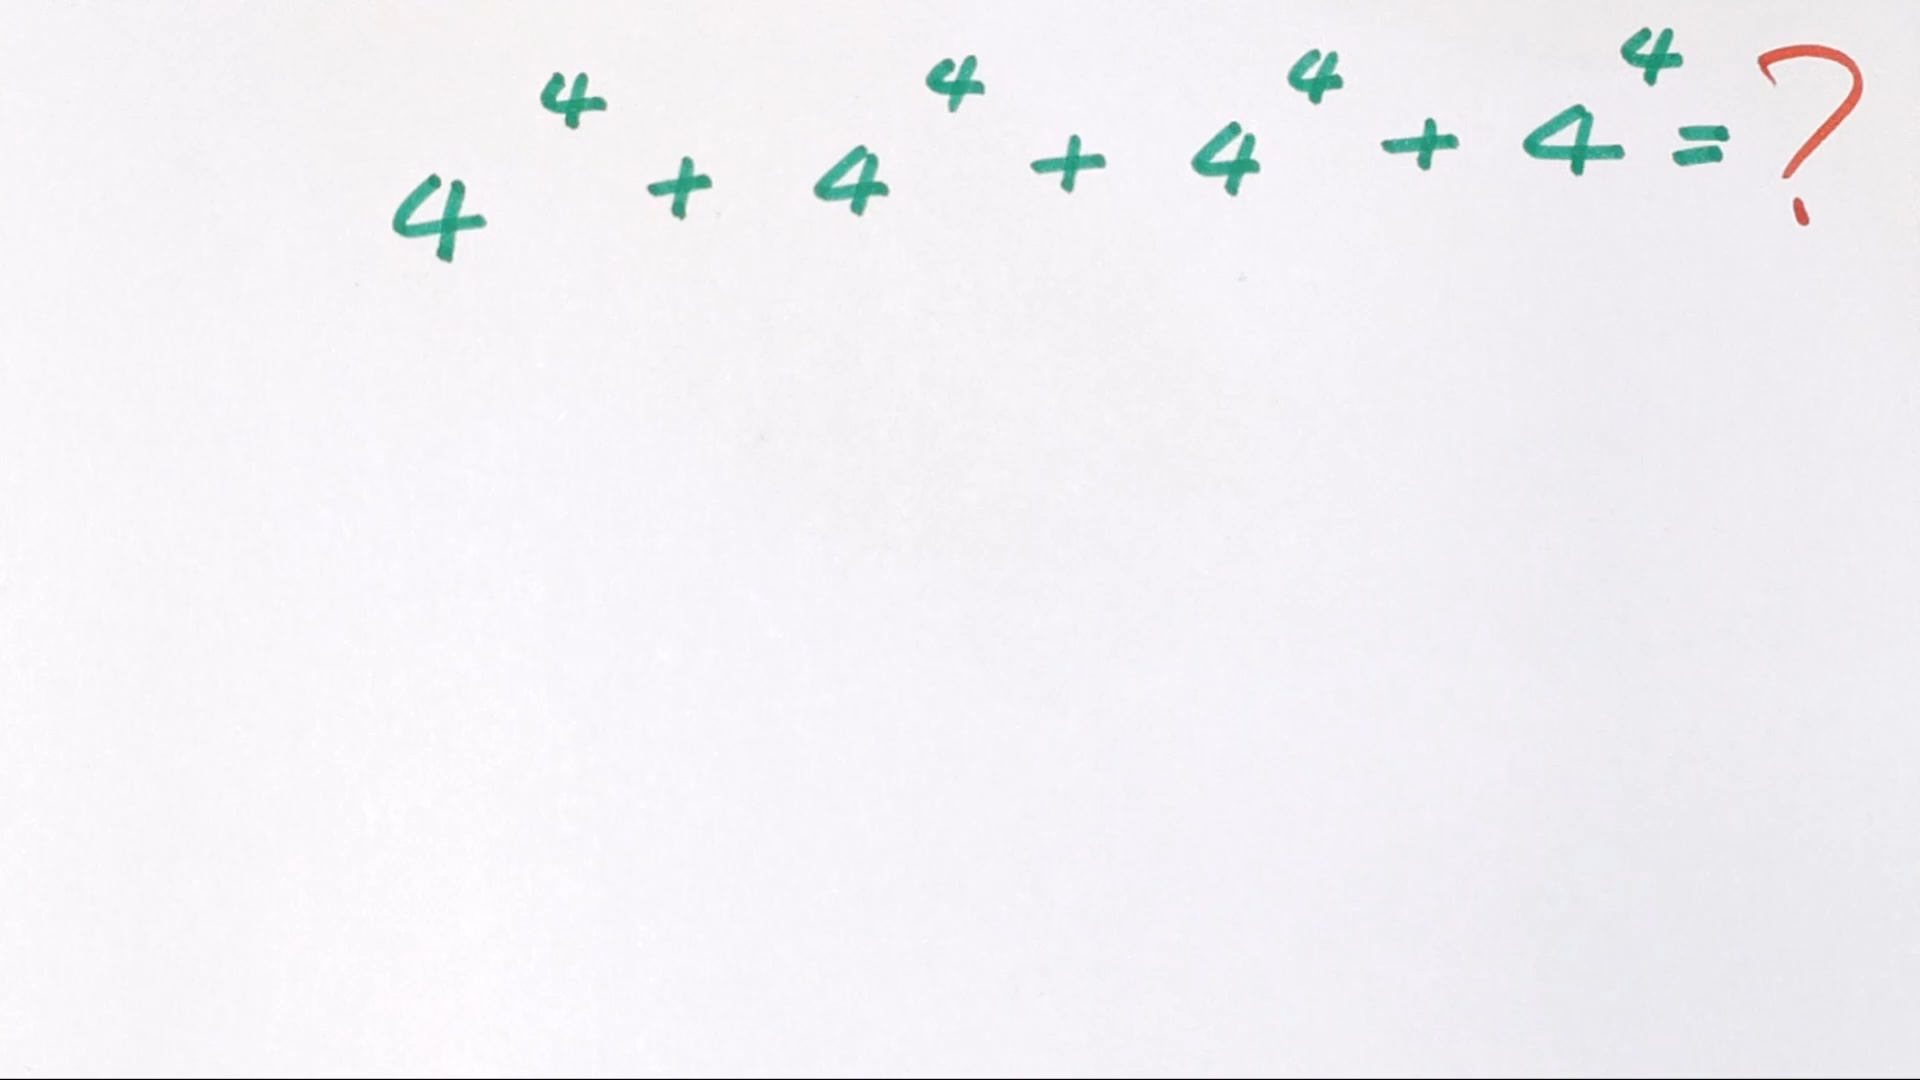 4⁴ + 4⁴ + 4⁴ + 4⁴ = ?